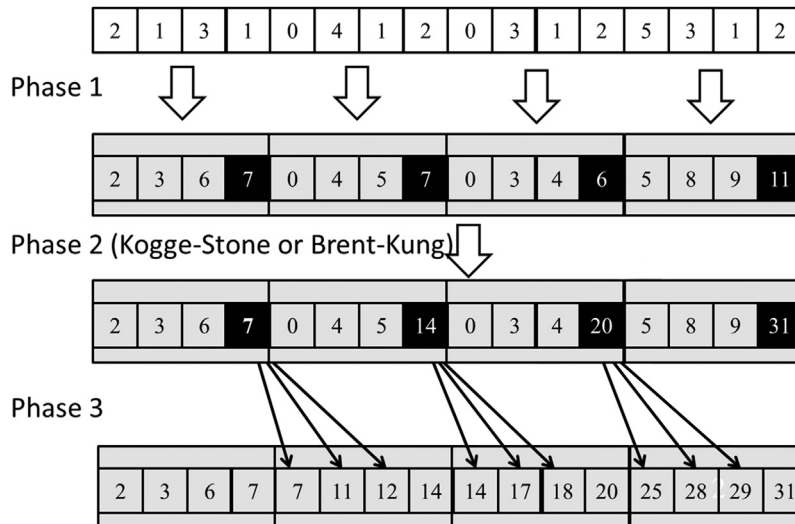 2 1 3 1 0 4 1 2 0 3 1 2 5 3 1 2
Phase 1
2 3 6 7 0 4 5 7 0 3 4 6 5 8 9 11
Phase 2 (Kogge-Stone or Brent-Kung)
2 3 6 7 0 4 5 14 0 3 4 20 5 8 9 31
Phase 3
2 3 6 7 7 11 12 14 14 17 18 20 25 28 29 31